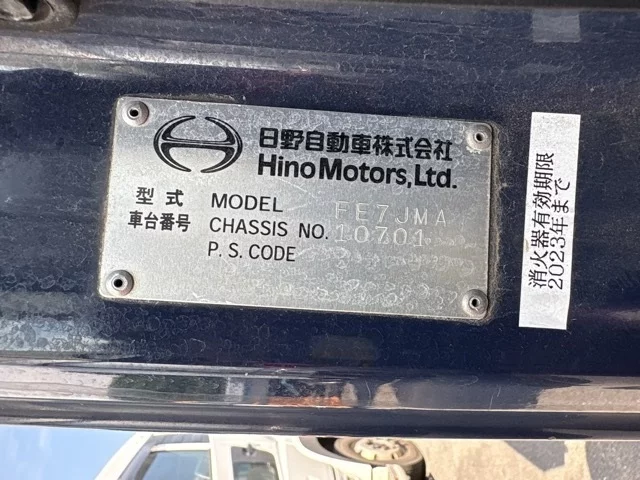 日野自動車株式会社
Hino Motors, Ltd.
型式 MODEL FE7JMA
車台番号 CHASSIS NO. 10701
P.S. CODE
消火器有効期限
2023年まで